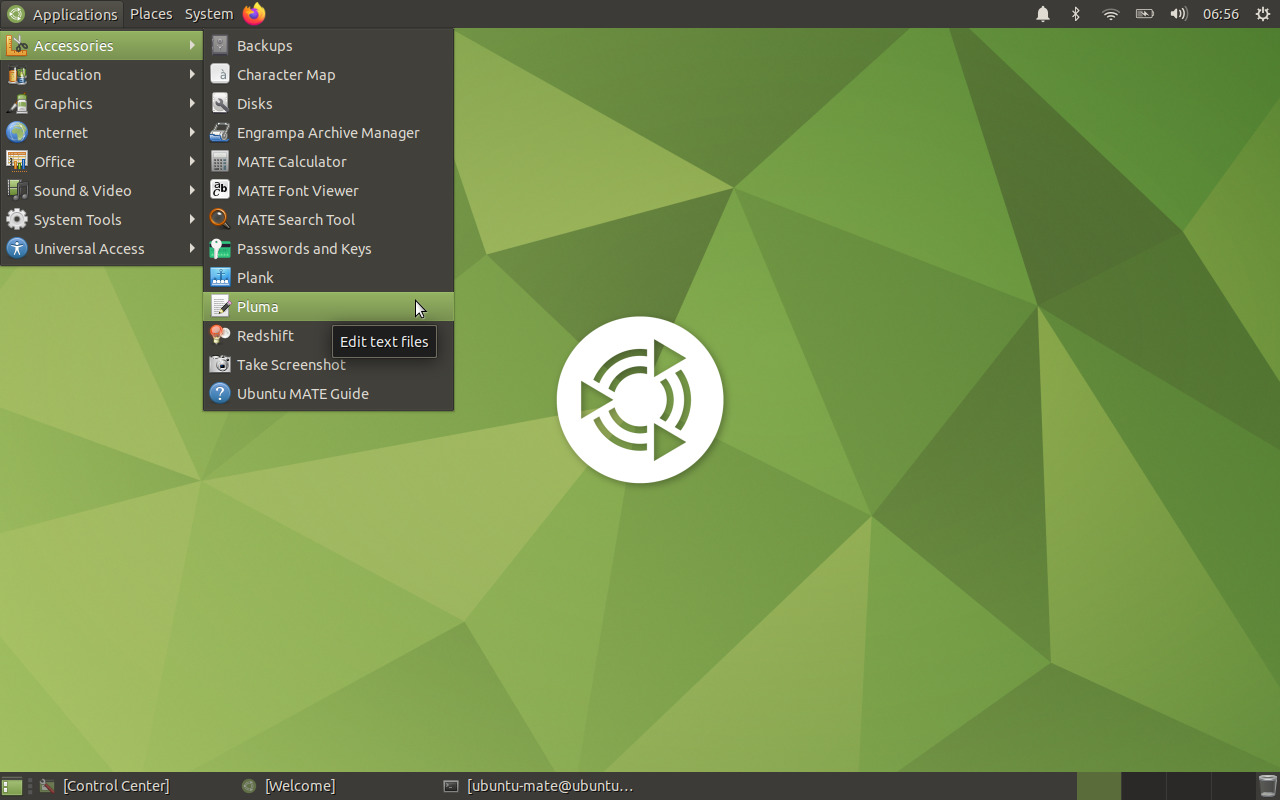 Applications Places System 06:56
Accessories
Education
Graphics
Internet
Office
Sound & Video
System Tools
Universal Access
Backups
Character Map
Disks
Engrampa Archive Manager
MATE Calculator
MATE Font Viewer
MATE Search Tool
Passwords and Keys
Plank
Pluma
Redshift
Edit text files
Take Screenshot
Ubuntu MATE Guide
[Control Center] [Welcome] [ubuntu-mate@ubuntu…